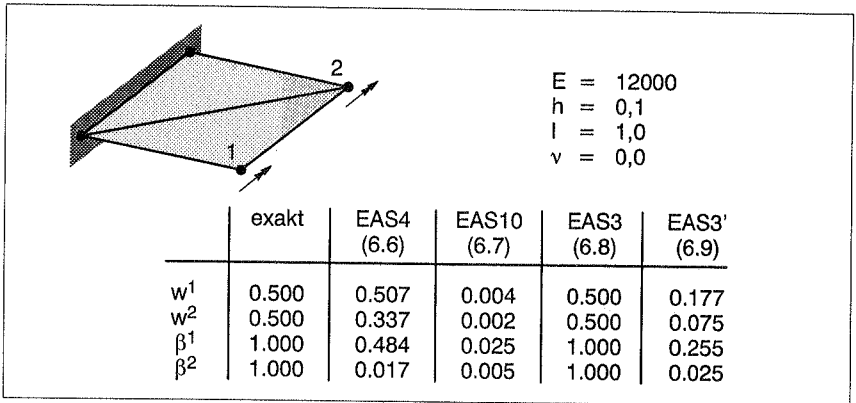 2
1
E = 12000
h = 0,1
l = 1,0
ν = 0,0
exakt EAS4 EAS10 EAS3 EAS3'
(6.6) (6.7) (6.8) (6.9)
w¹ 0.500 0.507 0.004 0.500 0.177
w² 0.500 0.337 0.002 0.500 0.075
β¹ 1.000 0.484 0.025 1.000 0.255
β² 1.000 0.017 0.005 1.000 0.025